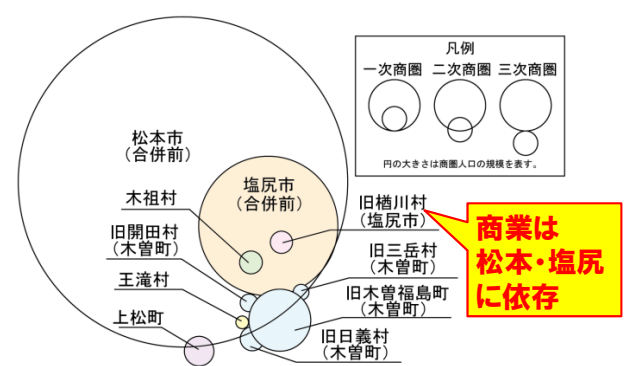 凡例
一次商圏 二次商圏 三次商圏
円の大きさは商圏人口の規模を表す。
松本市
(合併前)
塩尻市
(合併前)
木祖村
旧楢川村
(塩尻市)
旧開田村
(木曽町)
旧三岳村
(木曽町)
王滝村
旧木曽福島町
(木曽町)
上松町
旧日義村
(木曽町)
商業は
松本・塩尻
に依存